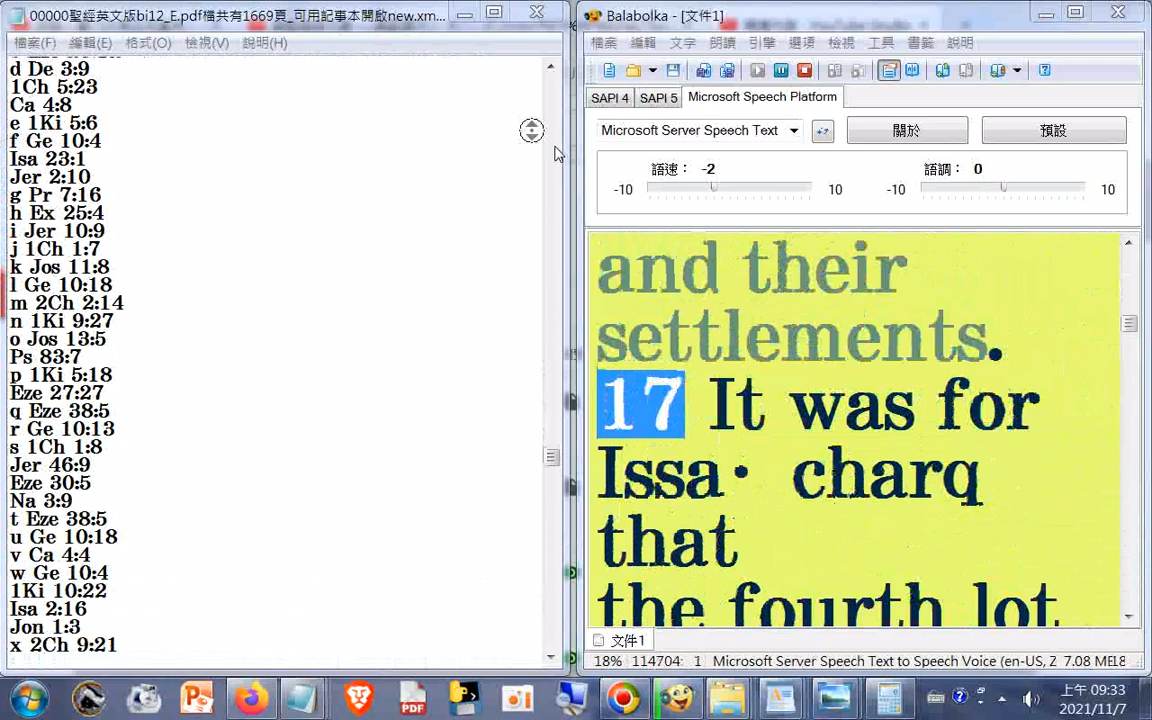 00000聖經英文版bi12_E.pdf檔共有1669頁_可用記事本開啟new.xm...
檔案(F) 編輯(E) 格式(O) 檢視(V) 說明(H)
d De 3:9
1Ch 5:23
Ca 4:8
e 1Ki 5:6
f Ge 10:4
Isa 23:1
Jer 2:10
g Pr 7:16
h Ex 25:4
i Jer 10:9
j 1Ch 1:7
k Jos 11:8
l Ge 10:18
m 2Ch 2:14
n 1Ki 9:27
o Jos 13:5
Ps 83:7
p 1Ki 5:18
Eze 27:27
q Eze 38:5
r Ge 10:13
s 1Ch 1:8
Jer 46:9
Eze 30:5
Na 3:9
t Eze 38:5
u Ge 10:18
v Ca 4:4
w Ge 10:4
1Ki 10:22
Isa 2:16
Jon 1:3
x 2Ch 9:21
Balabolka - [文件1]
檔案 編輯 文字 朗讀 引擎 選項 檢視 工具 書籤 說明
SAPI 4 SAPI 5 Microsoft Speech Platform
Microsoft Server Speech Text 關於 預設
語速： -2 語調： 0
-10 10 -10 10
and their
settlements.
17 It was for
Issa· charq
that
the fourth lot
文件1
18% 114704: 1 Microsoft Server Speech Text to Speech Voice (en-US, Z 7.08 MEL8
PDF
上午 09:33
2021/11/7